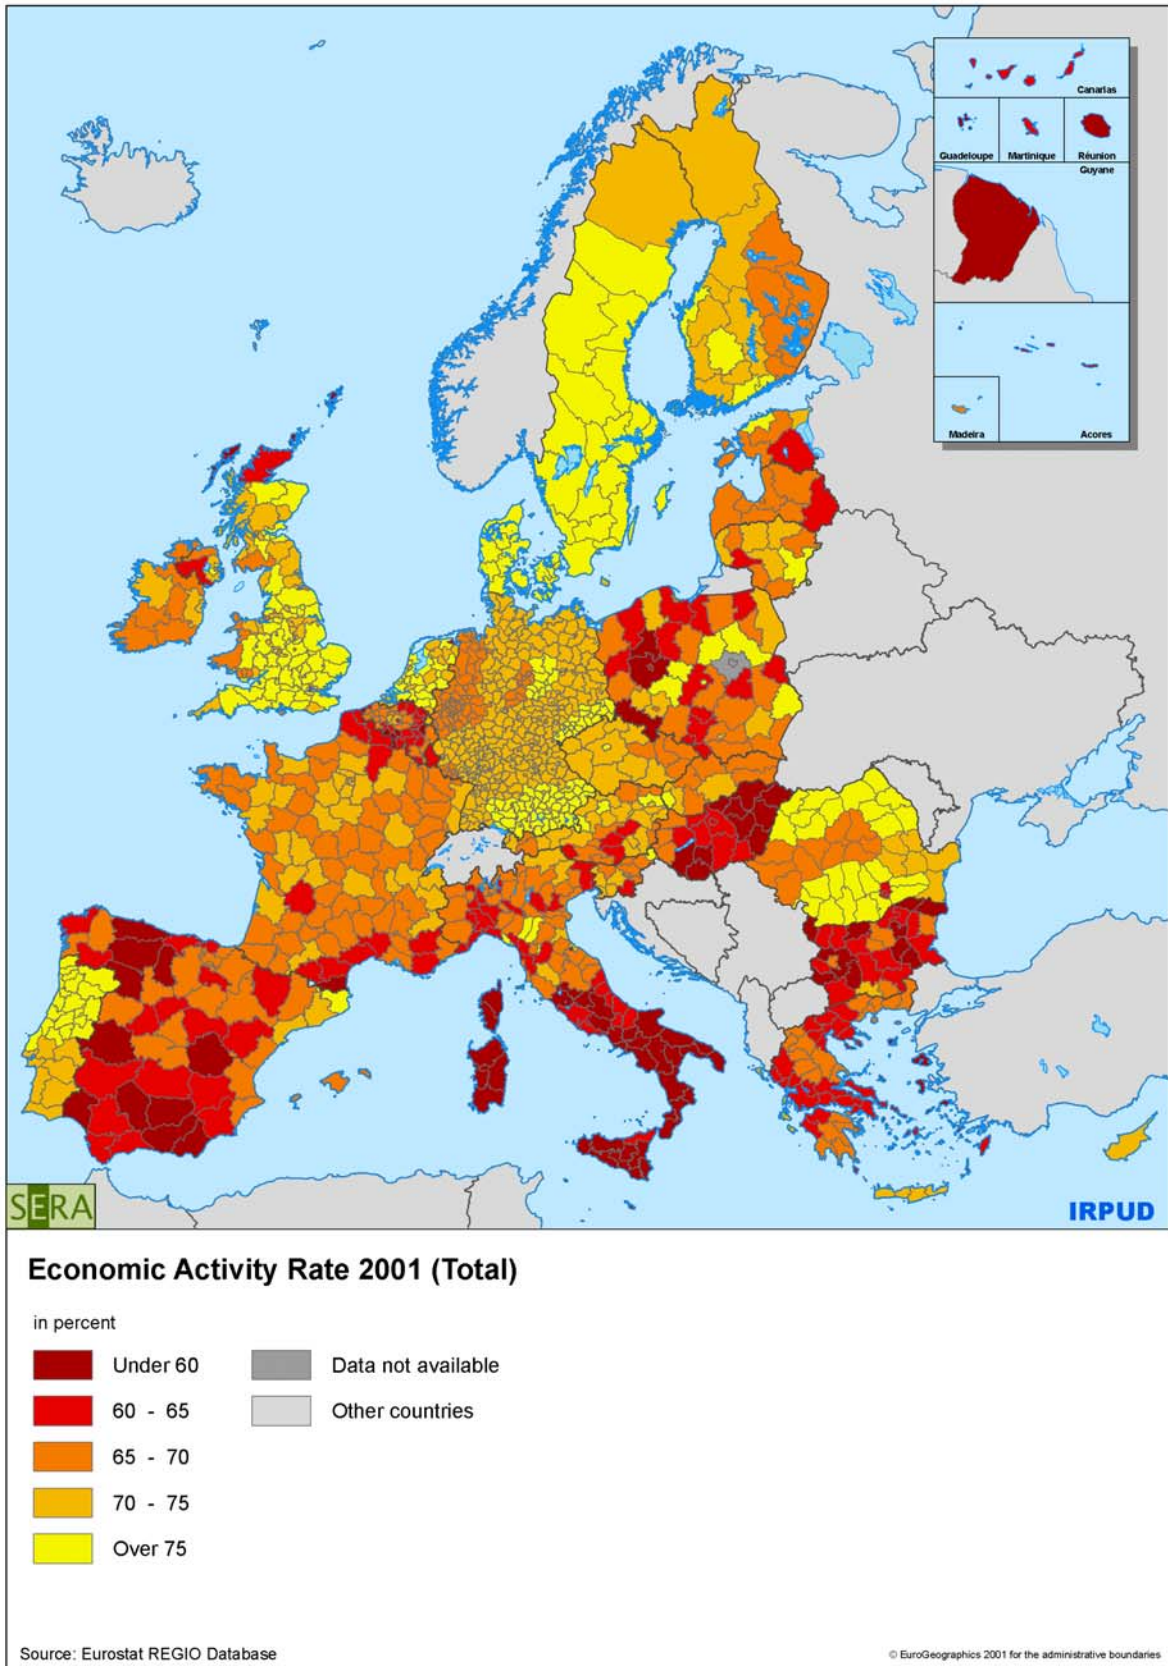 Canarias
Guadeloupe
Martinique
Réunion
Guyane
Madeira
Acores
SERA
IRPUD
Economic Activity Rate 2001 (Total)
in percent
Under 60
Data not available
60 - 65
Other countries
65 - 70
70 - 75
Over 75
Source: Eurostat REGIO Database
© EuroGeographics 2001 for the administrative boundaries